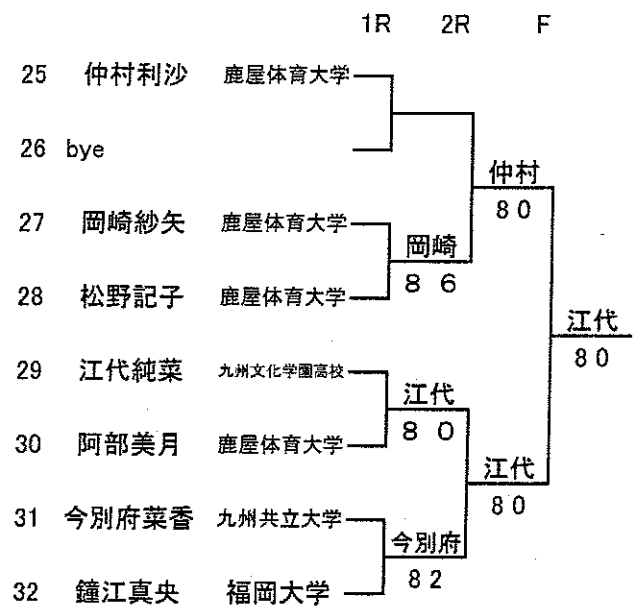 1R 2R F
25 仲村利沙 鹿屋体育大学
26 bye
仲村
80
27 岡崎紗矢 鹿屋体育大学
岡崎
8 6
28 松野記子 鹿屋体育大学
江代
80
29 江代純菜 九州文化学園高校
江代
8 0
30 阿部美月 鹿屋体育大学
江代
80
31 今別府菜香 九州共立大学
今別府
82
32 鐘江真央 福岡大学